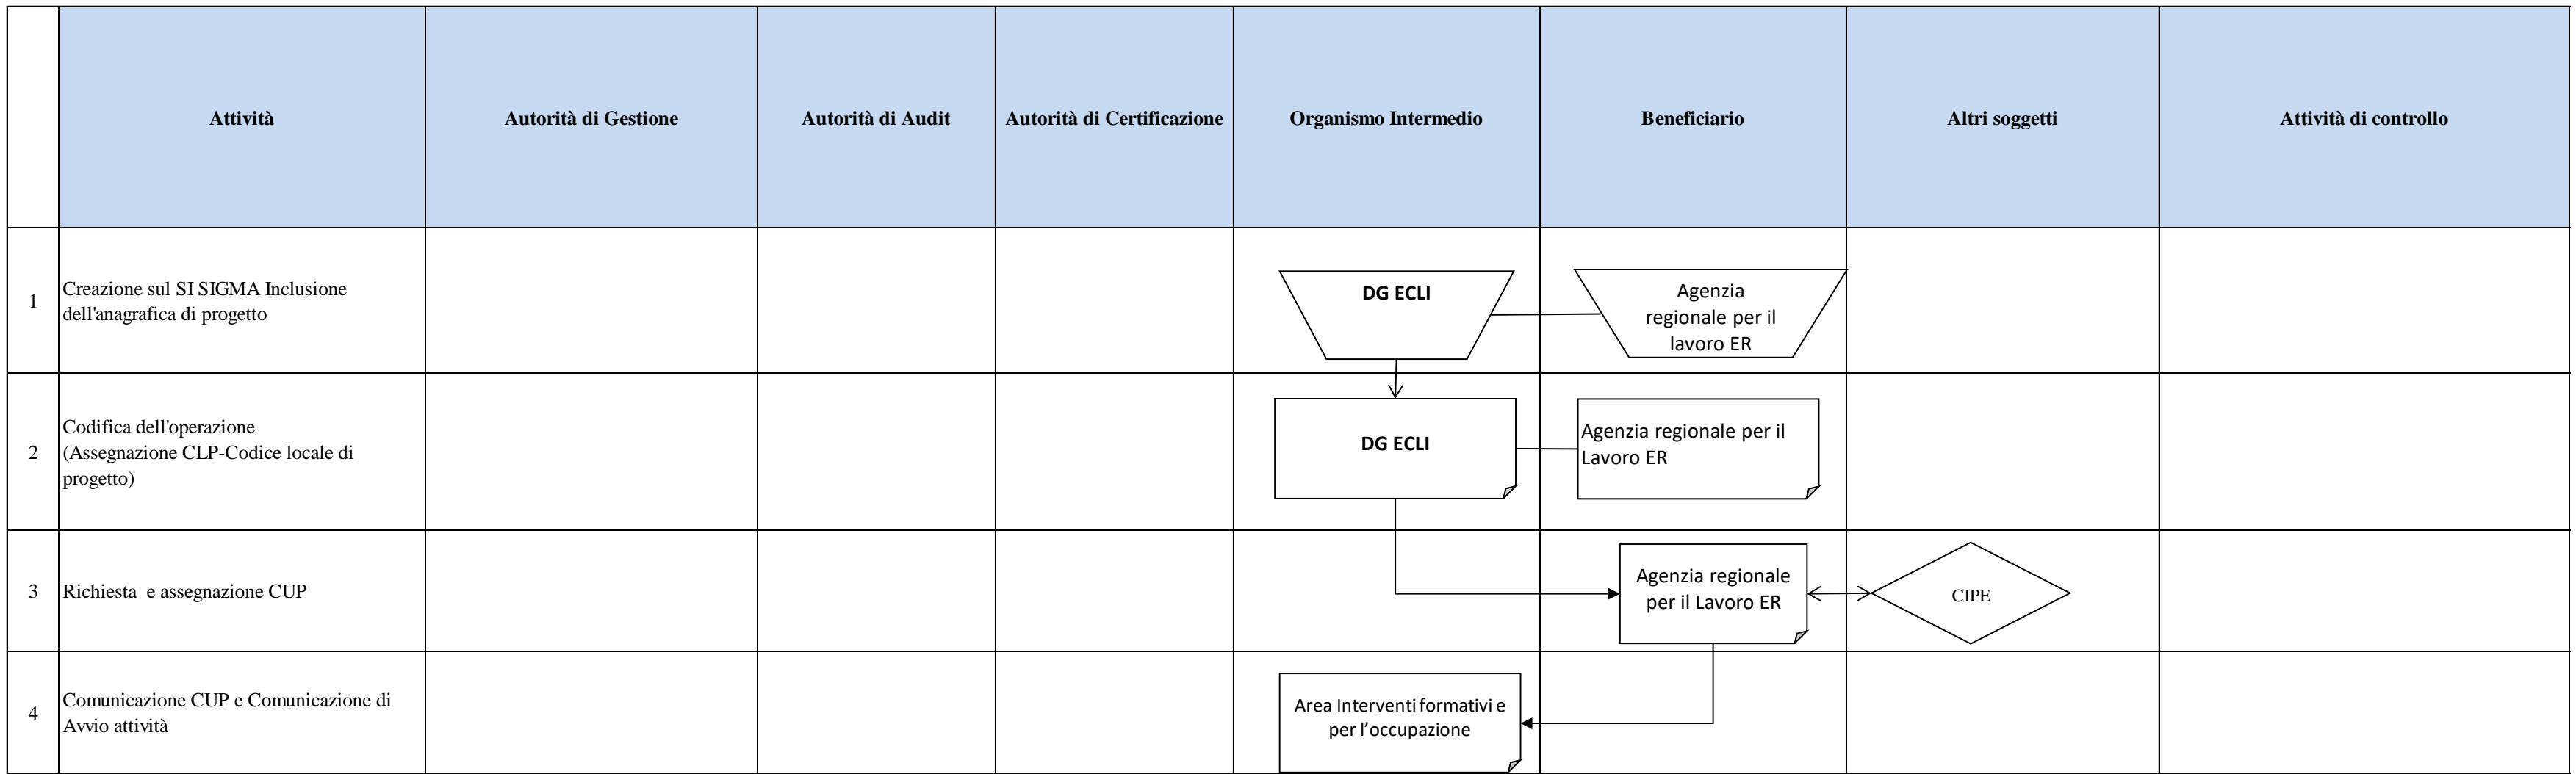 Attività
Autorità di Gestione
Autorità di Audit
Autorità di Certificazione
Organismo Intermedio
Beneficiario
Altri soggetti
Attività di controllo
1
Creazione sul SI SIGMA Inclusione
dell'anagrafica di progetto
DG ECLI
Agenzia
regionale per il
lavoro ER
2
Codifica dell'operazione
(Assegnazione CLP-Codice locale di
progetto)
DG ECLI
Agenzia regionale per il
Lavoro ER
3
Richiesta e assegnazione CUP
Agenzia regionale
per il Lavoro ER
CIPE
4
Comunicazione CUP e Comunicazione di
Avvio attività
Area Interventi formativi e
per l’occupazione